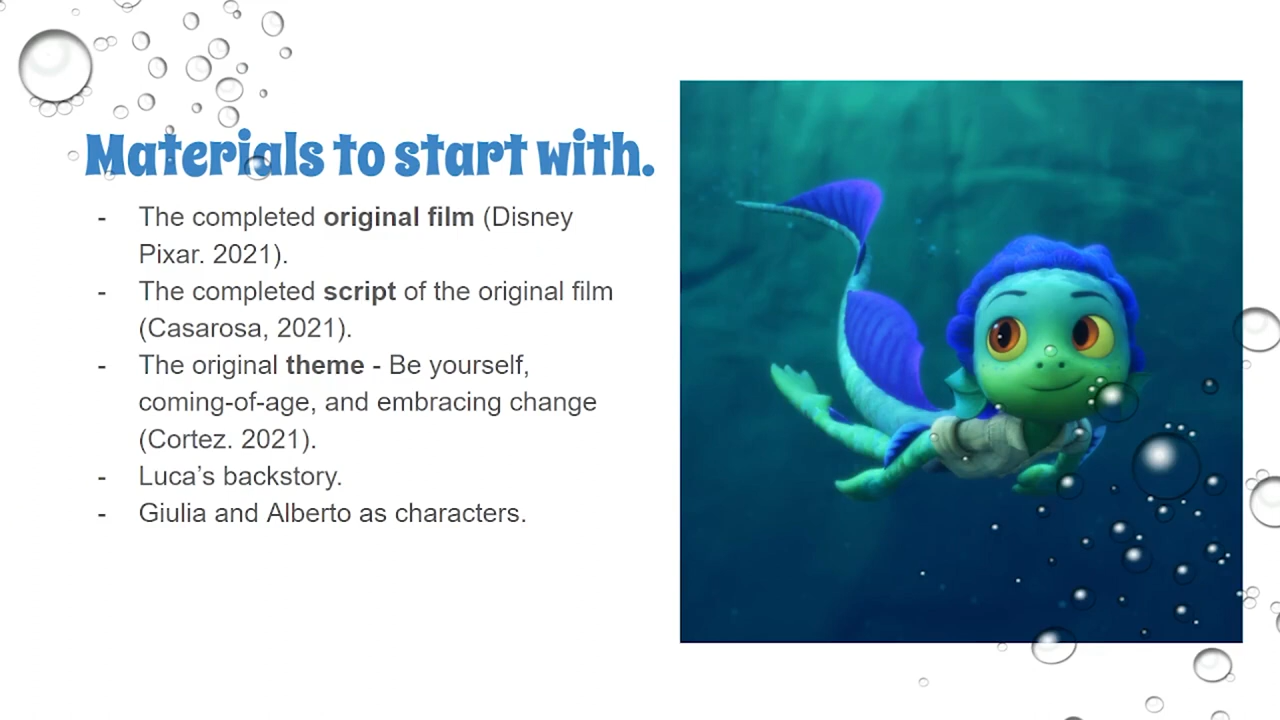 Materials to start with.
- The completed original film (Disney
Pixar. 2021).
- The completed script of the original film
(Casarosa, 2021).
- The original theme - Be yourself,
coming-of-age, and embracing change
(Cortez. 2021).
- Luca’s backstory.
- Giulia and Alberto as characters.